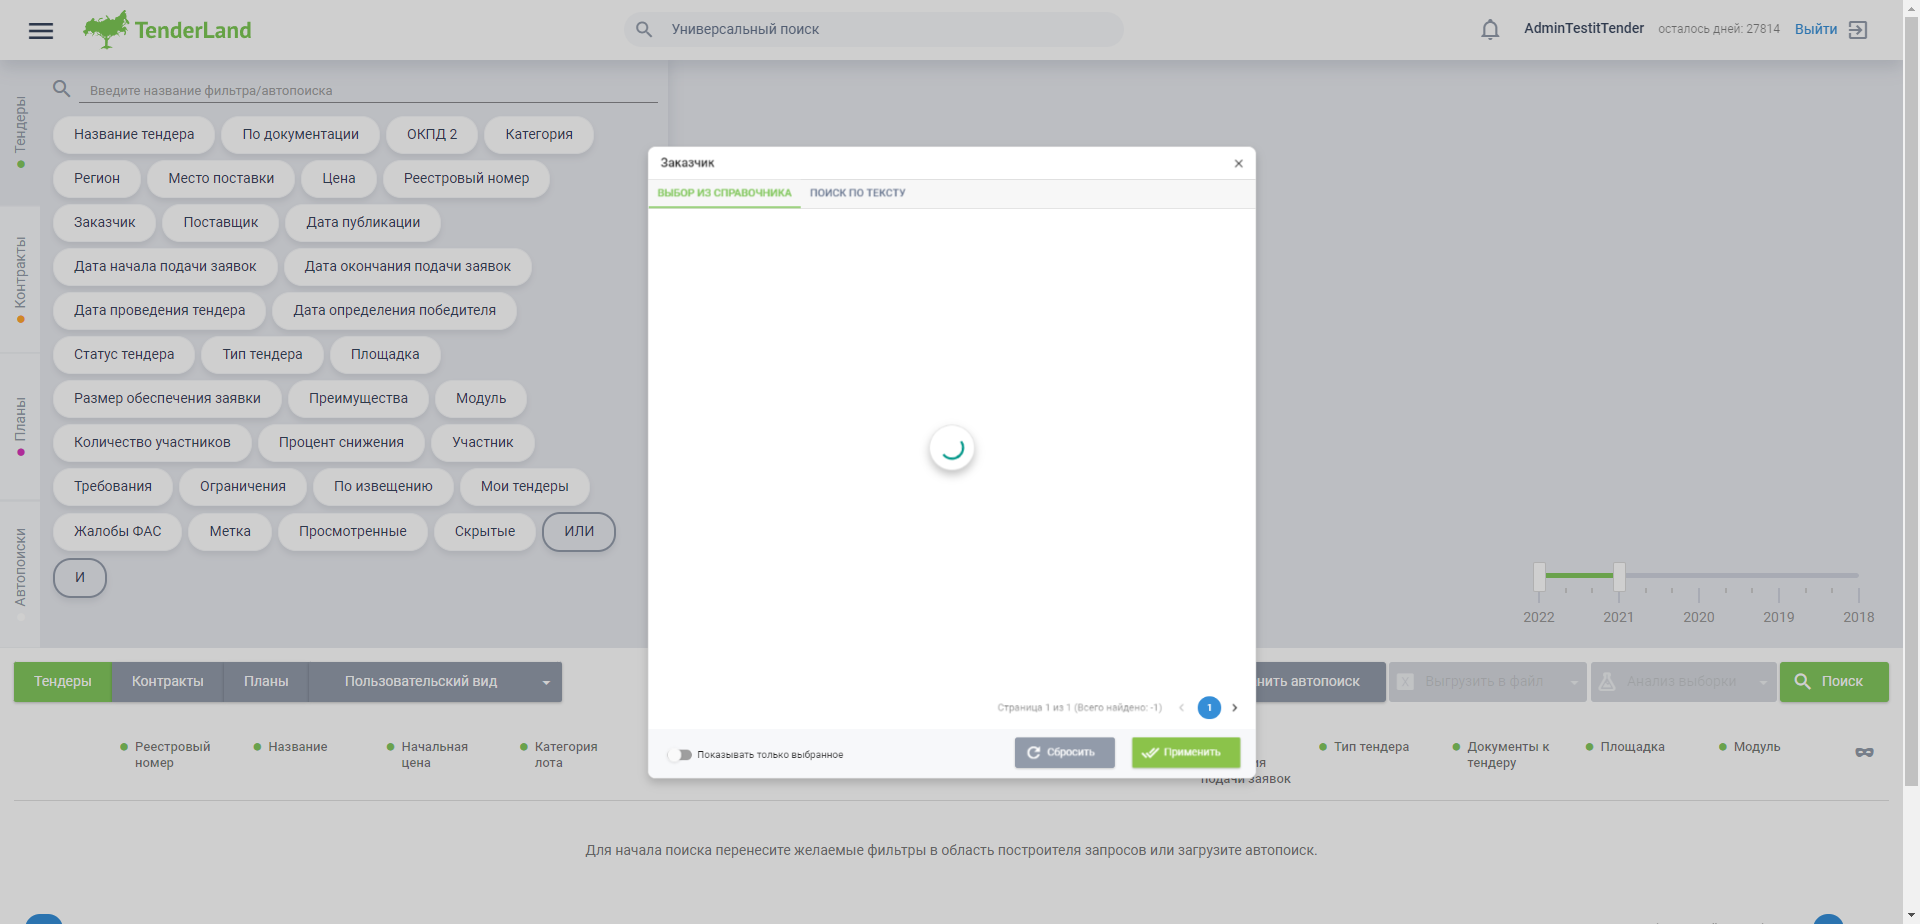 TenderLand
Универсальный поиск
AdminTestitTender
осталось дней: 27814
Выйти
Тендеры
Контракты
Планы
Автопоиски
Введите название фильтра/автопоиска
Название тендера
По документации
ОКПД 2
Категория
Регион
Место поставки
Цена
Реестровый номер
Заказчик
Поставщик
Дата публикации
Дата начала подачи заявок
Дата окончания подачи заявок
Дата проведения тендера
Дата определения победителя
Статус тендера
Тип тендера
Площадка
Размер обеспечения заявки
Преимущества
Модуль
Количество участников
Процент снижения
Участник
Требования
Ограничения
По извещению
Мои тендеры
Жалобы ФАС
Метка
Просмотренные
Скрытые
ИЛИ
И
Заказчик
ВЫБОР ИЗ СПРАВОЧНИКА
ПОИСК ПО ТЕКСТУ
Страница 1 из 1 (Всего найдено: -1)
1
Показывать только выбранное
Сбросить
Применить
2022
2021
2020
2019
2018
Тендеры
Контракты
Планы
Пользовательский вид
нить автопоиск
Выгрузить в файл
Анализ выборки
Поиск
Реестровый
номер
Название
Начальная
цена
Категория
лота
ия
подачи заявок
Тип тендера
Документы к
тендеру
Площадка
Модуль
Для начала поиска перенесите желаемые фильтры в область построителя запросов или загрузите автопоиск.